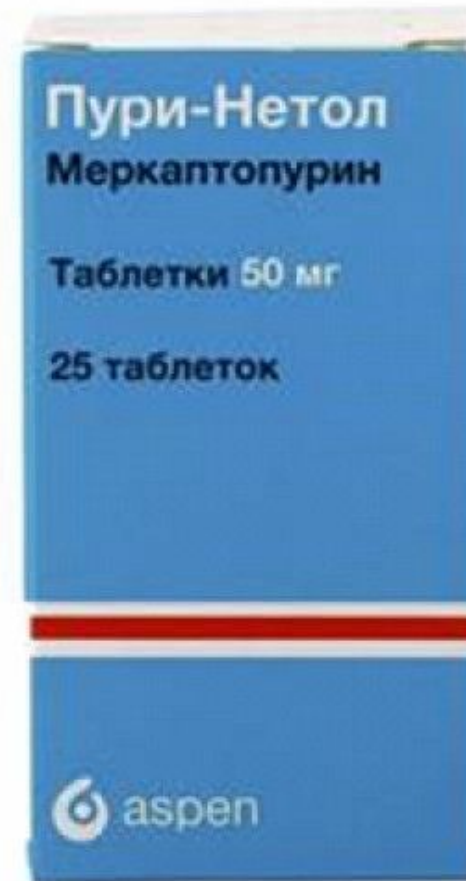 Пури-Нетол
Меркаптопурин
Таблетки 50 мг
25 таблеток
aspen